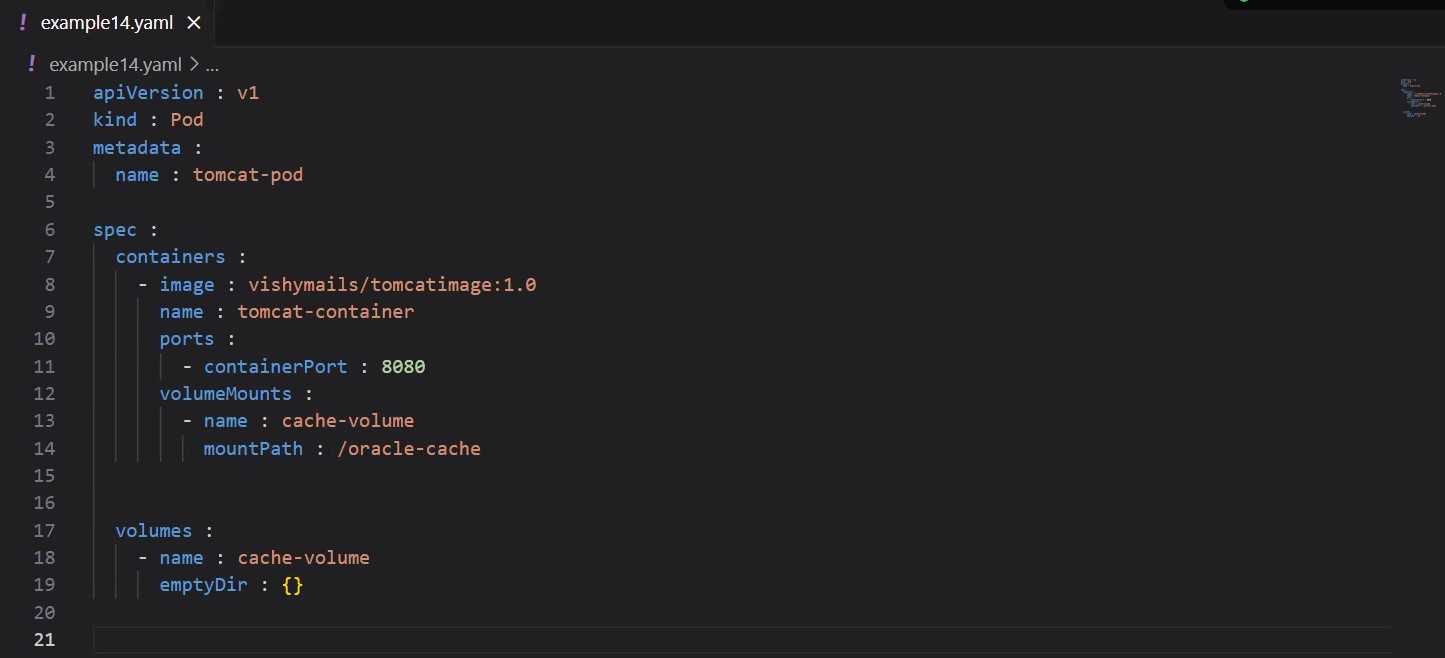 ! example14.yaml ×
! example14.yaml > ...
1 apiVersion : v1
2 kind : Pod
3 metadata :
4   name : tomcat-pod
5
6 spec :
7   containers :
8     - image : vishymails/tomcatimage:1.0
9       name : tomcat-container
10       ports :
11         - containerPort : 8080
12       volumeMounts :
13         - name : cache-volume
14           mountPath : /oracle-cache
15
16
17   volumes :
18     - name : cache-volume
19       emptyDir : {}
20
21